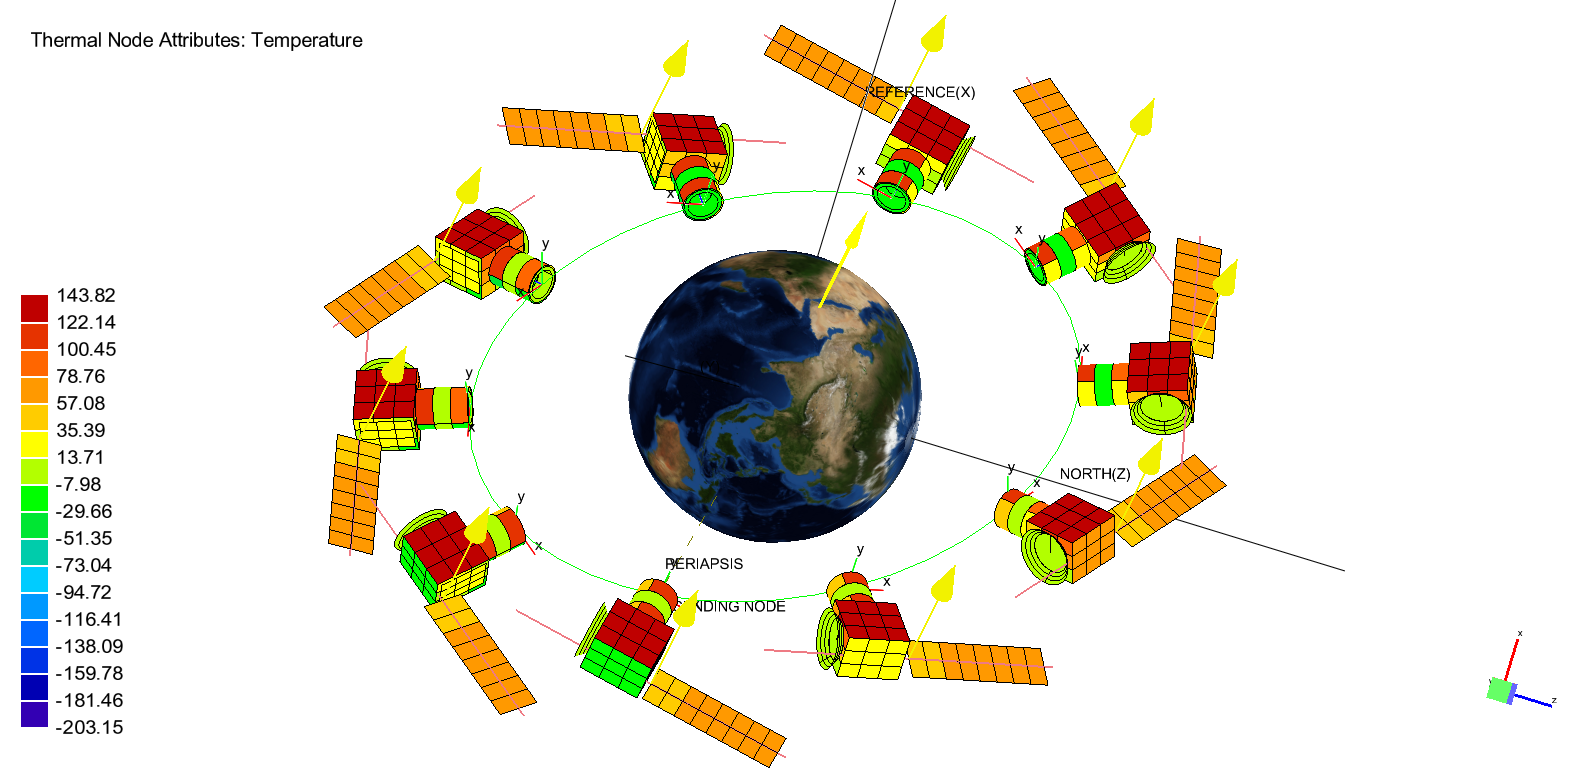 Thermal Node Attributes: Temperature
REFERENCE(X)
x
y
x
y
x
y
y
x
y
x
y
x
143.82
122.14
100.45
78.76
57.08
35.39
13.71
-7.98
-29.66
-51.35
-73.04
-94.72
-116.41
-138.09
-159.78
-181.46
-203.15
NORTH(Z)
y
x
y
x
y
x
PERIAPSIS
NDING NODE
x
z